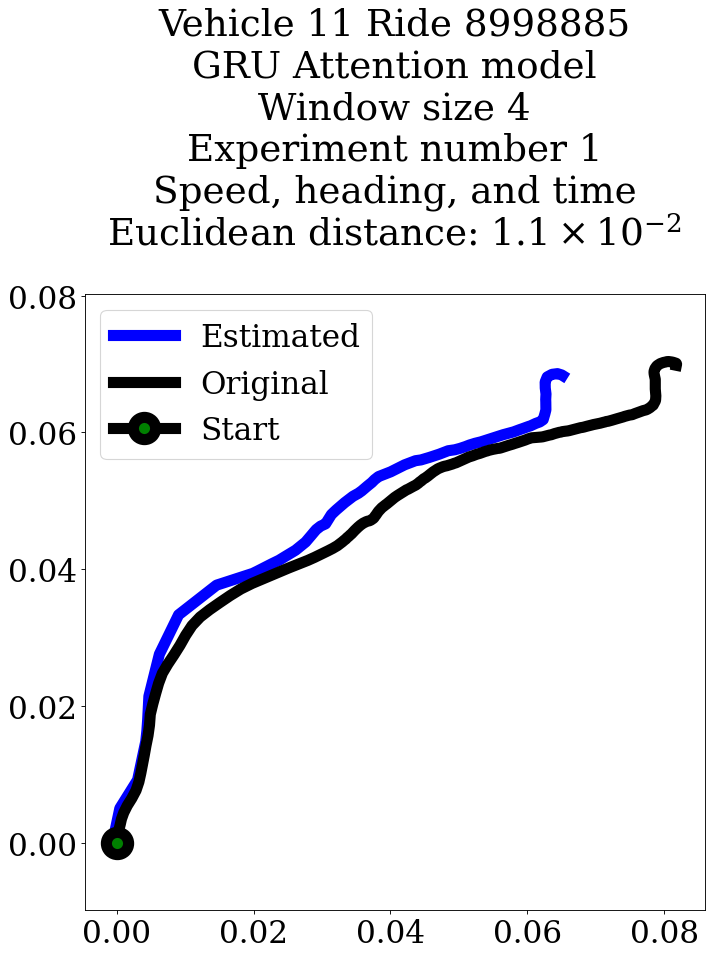 Vehicle 11 Ride 8998885
GRU Attention model
Window size 4
Experiment number 1
Speed, heading, and time
Euclidean distance: 1.1 × 10⁻²
0.08
0.06
0.04
0.02
0.00
Estimated
Original
Start
0.00 0.02 0.04 0.06 0.08